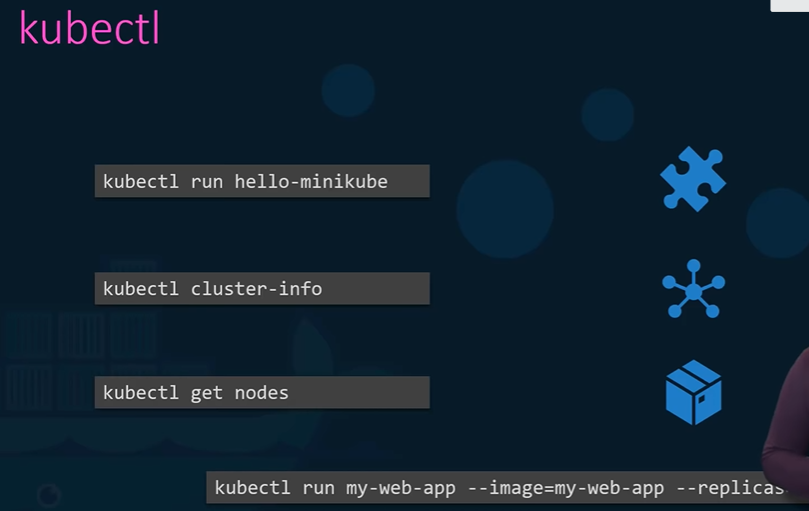 kubectl
kubectl run hello-minikube
kubectl cluster-info
kubectl get nodes
kubectl run my-web-app --image=my-web-app --replicas